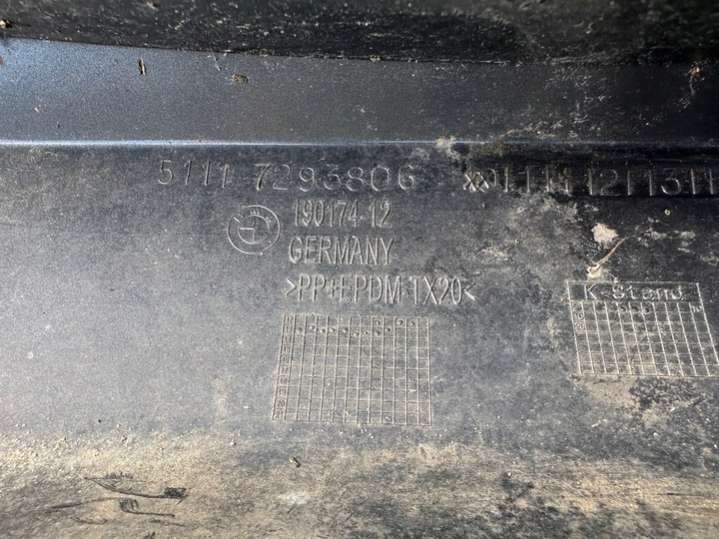 5111 7293806
190174-12
GERMANY
>PP+EPDM-TX20<
K-Stand